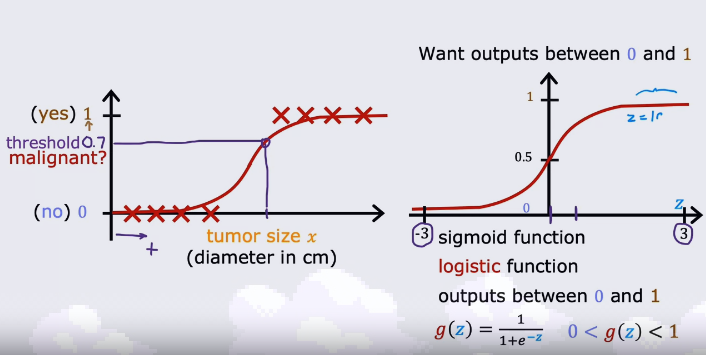 Want outputs between 0 and 1
(yes) 1
threshold 0.7
malignant?
(no) 0
+
tumor size x
(diameter in cm)
1
0.5
0
z
-3
3
sigmoid function
logistic function
outputs between 0 and 1
g(z) = 1/1+e^-z 0 < g(z) < 1